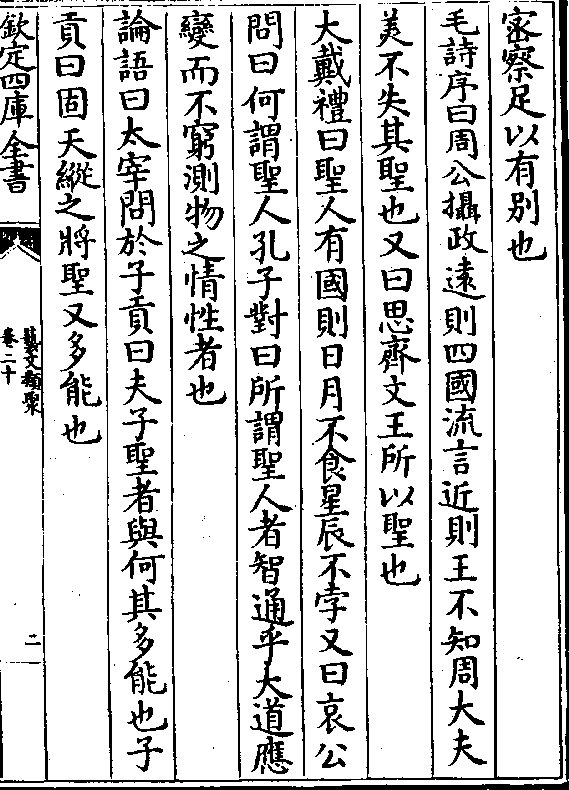 宻察足以有别也
毛詩序曰周公攝政逺則四國流言近則王不知周大夫
美不失其聖也又曰思齊文王所以聖也
大戴禮曰聖人有國則日月不食星辰不孛又曰哀公
問曰何謂聖人孔子對曰所謂聖人者智通乎大道應
變而不窮測物之情性者也
論語曰太宰問於子貢曰夫子聖者與何其多能也子
貢曰固天縱之將聖又多能也
欽定四庫全書
藝文類聚
卷二十
二